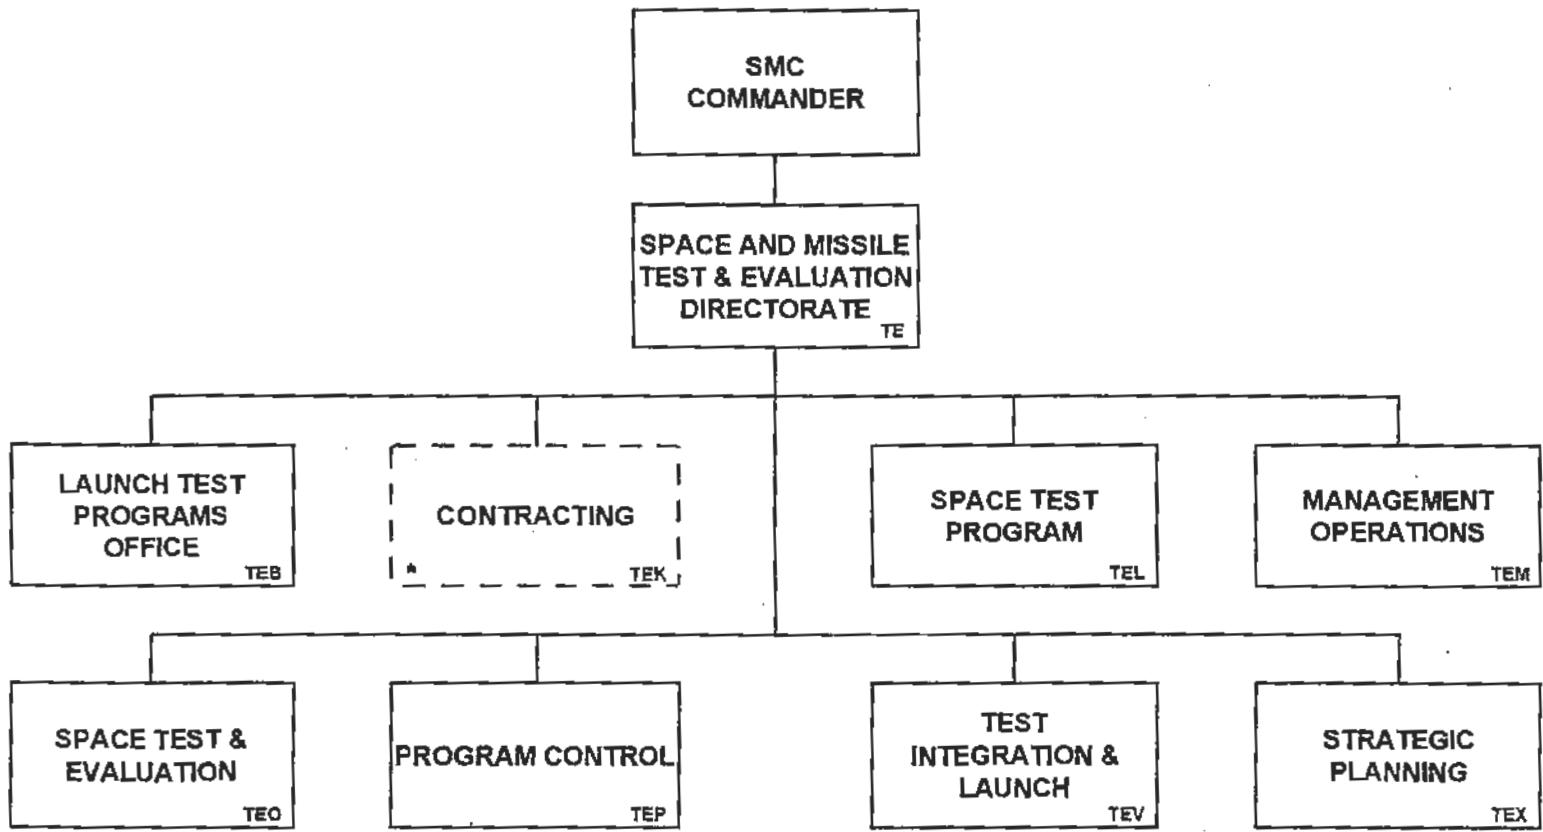 SMC
COMMANDER
SPACE AND MISSILE
TEST & EVALUATION
DIRECTORATE
TE
LAUNCH TEST
PROGRAMS
OFFICE
TEB
CONTRACTING
*
TEK
SPACE TEST
PROGRAM
TEL
MANAGEMENT
OPERATIONS
TEM
SPACE TEST &
EVALUATION
TEO
PROGRAM CONTROL
TEP
TEST
INTEGRATION &
LAUNCH
TEV
STRATEGIC
PLANNING
TEX